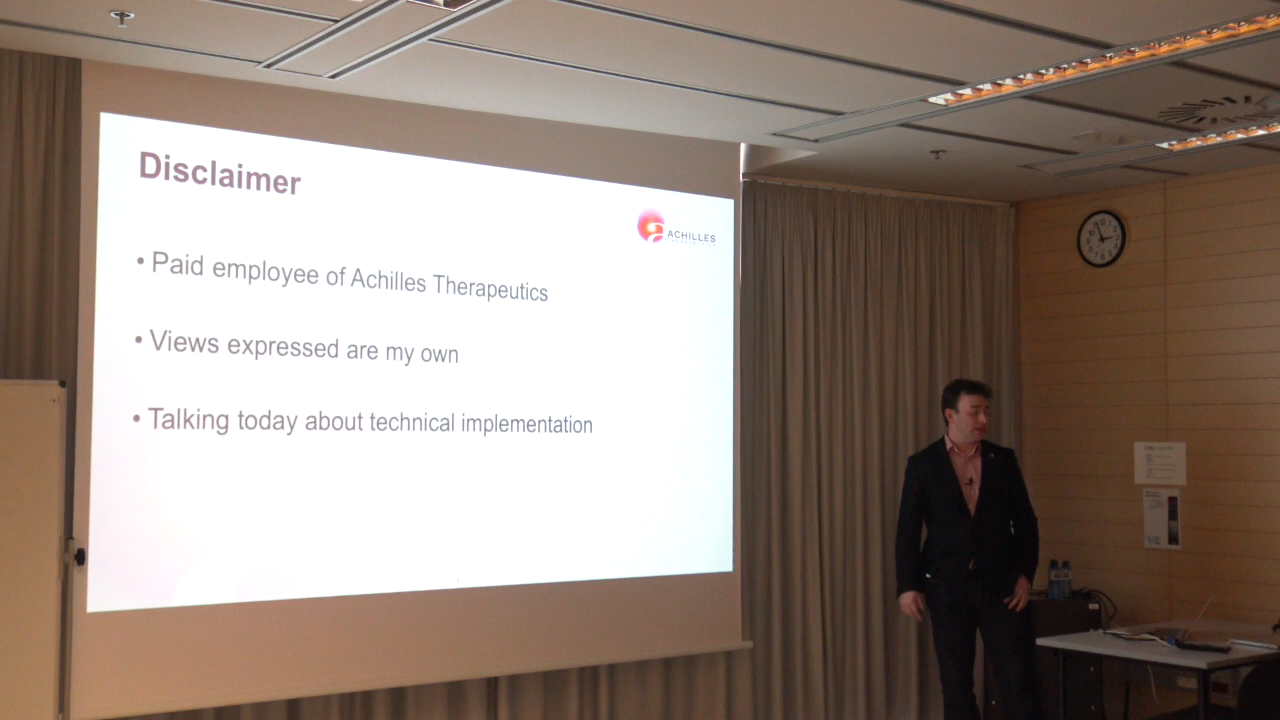 Disclaimer
ACHILLES
• Paid employee of Achilles Therapeutics
• Views expressed are my own
• Talking today about technical implementation